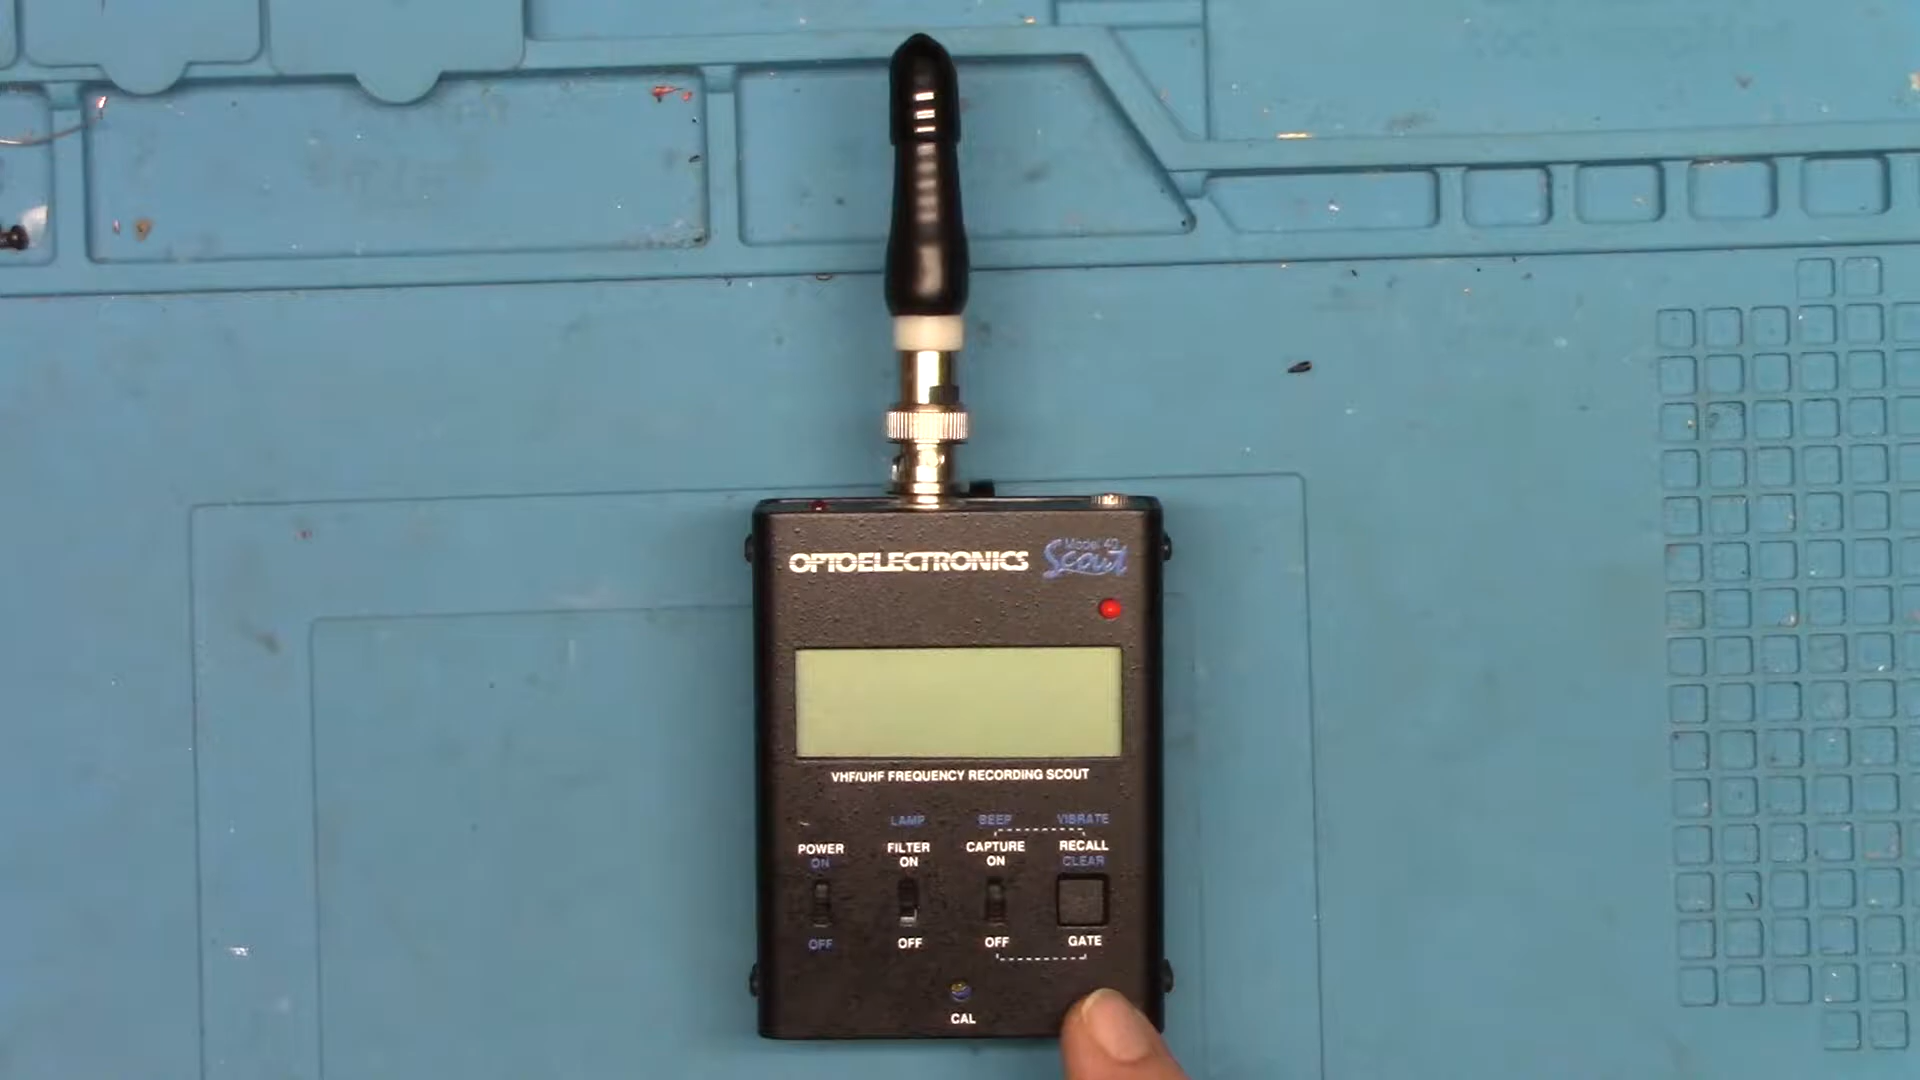 OPTOELECTRONICS
Model 40
Scout
VHF/UHF FREQUENCY RECORDING SCOUT
LAMP BEEP VIBRATE
POWER FILTER CAPTURE RECALL
ON ON ON CLEAR
OFF OFF OFF GATE
CAL